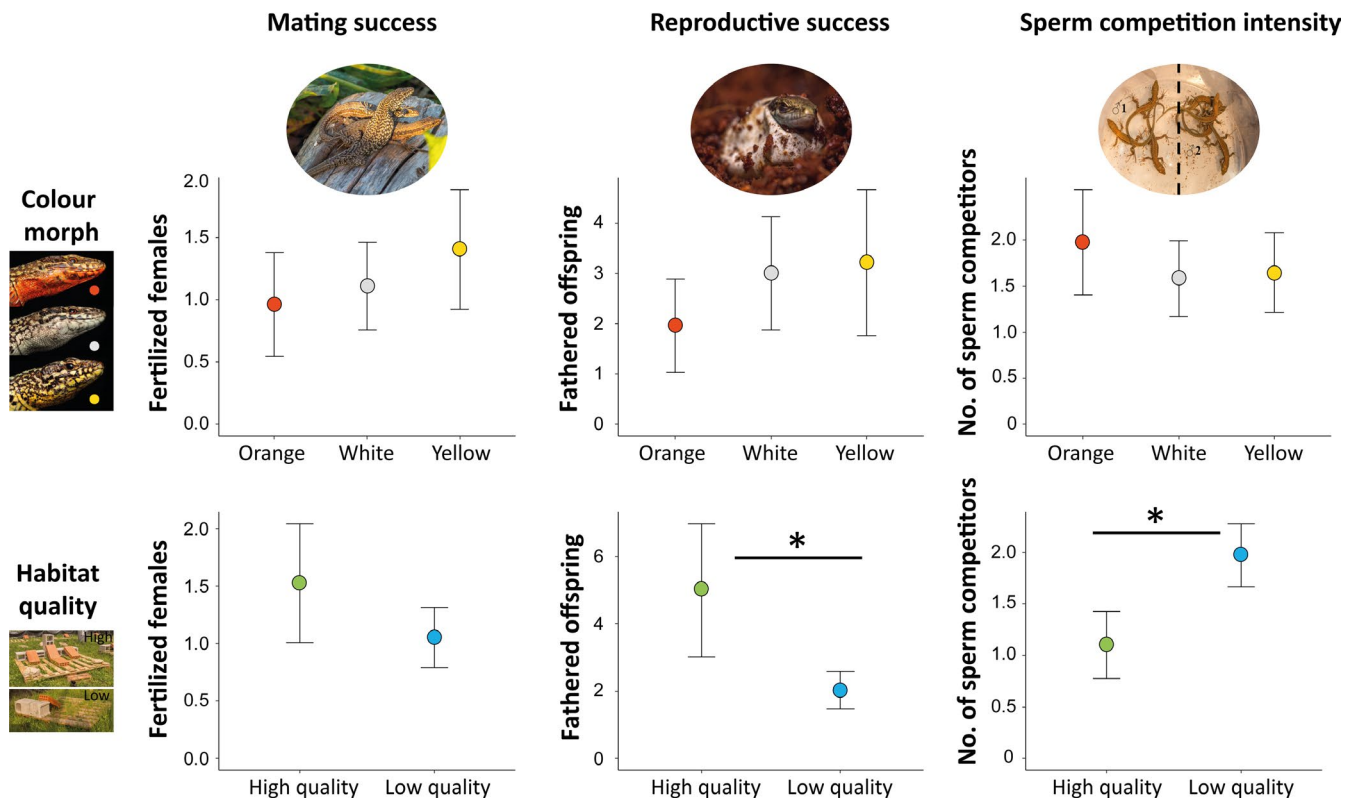 Mating success
Reproductive success
Sperm competition intensity
♂1
♂2
Colour
morph
Fertilized females
2.0
1.5
1.0
0.5
0.0
Orange
White
Yellow
Fathered offspring
4
3
2
1
0
Orange
White
Yellow
No. of sperm competitors
2.0
1.5
1.0
0.5
0
Orange
White
Yellow
Habitat
quality
High
Low
Fertilized females
2.0
1.5
1.0
0.5
0.0
High quality
Low quality
Fathered offspring
6
4
2
0
*
High quality
Low quality
No. of sperm competitors
2.0
1.5
1.0
0.5
0
*
High quality
Low quality